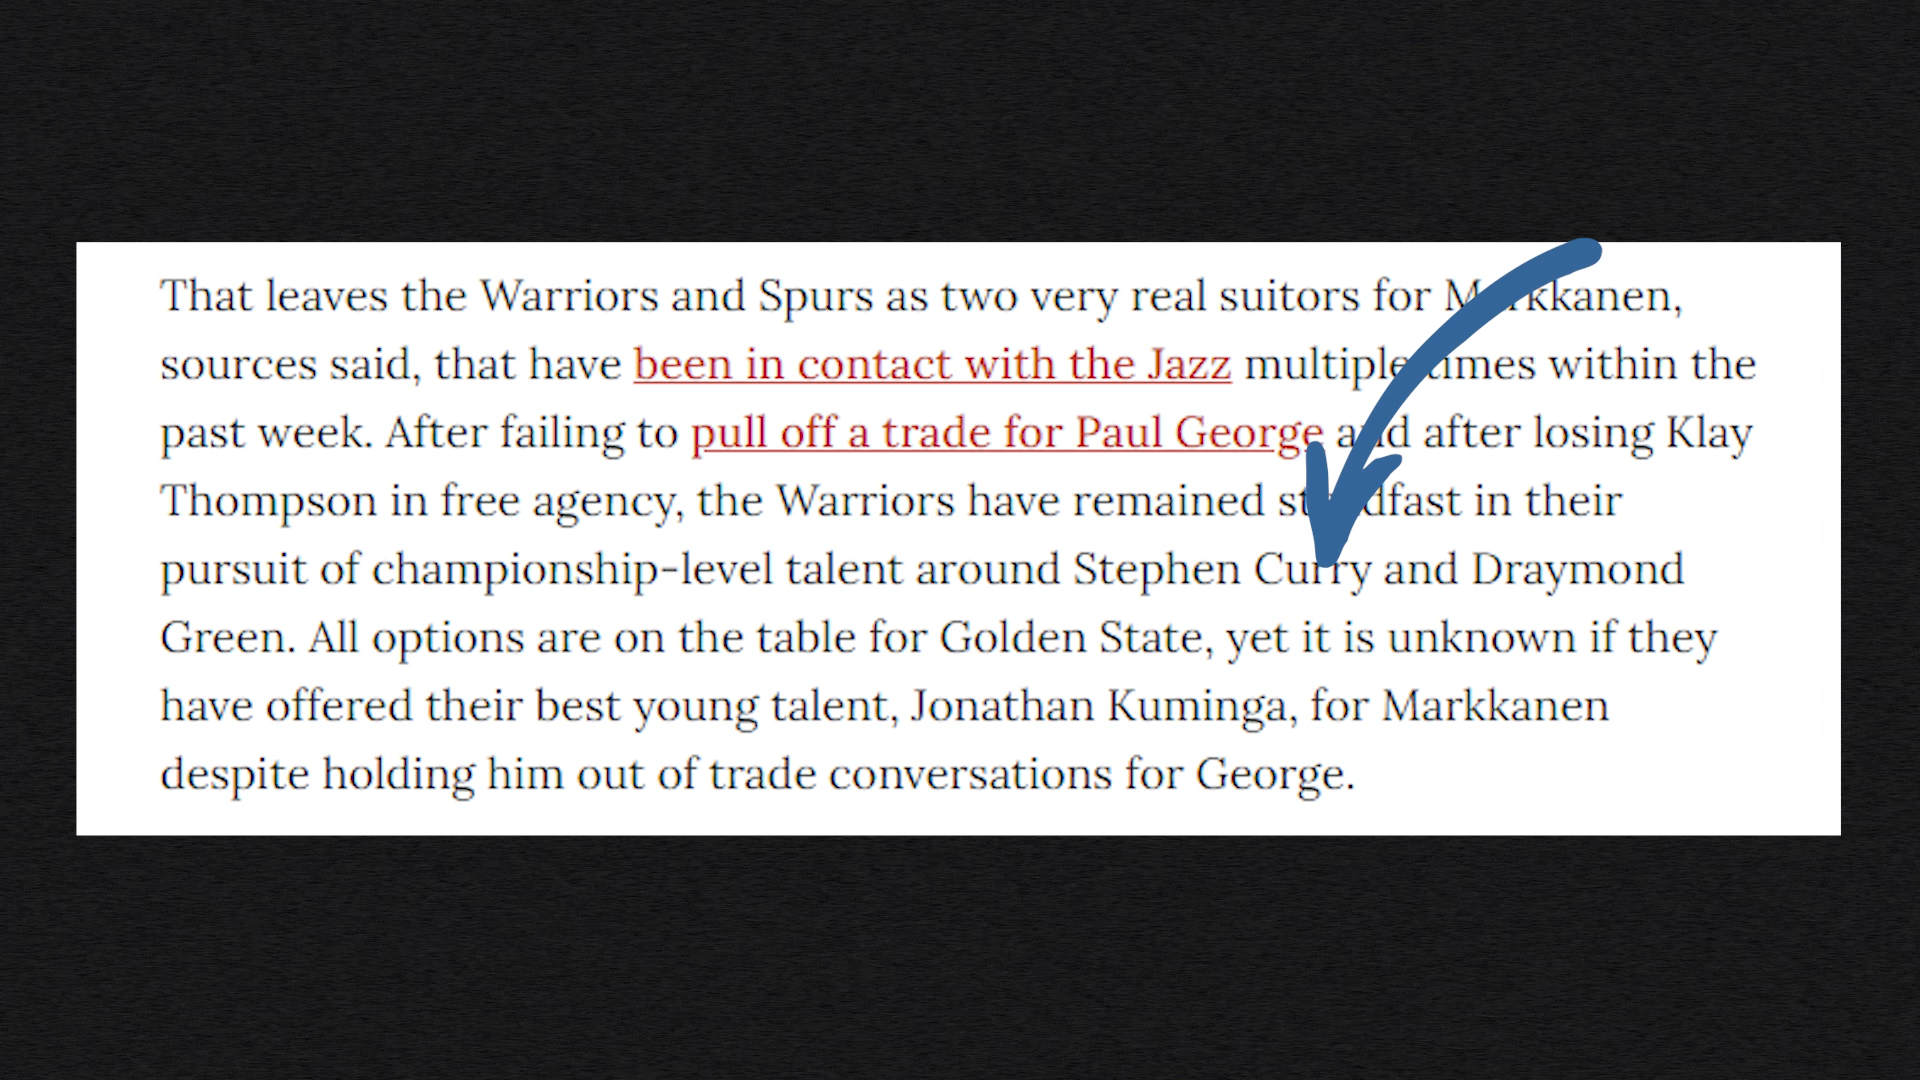 That leaves the Warriors and Spurs as two very real suitors for Markkanen,
sources said, that have been in contact with the Jazz multiple times within the
past week. After failing to pull off a trade for Paul George and after losing Klay
Thompson in free agency, the Warriors have remained steadfast in their
pursuit of championship-level talent around Stephen Curry and Draymond
Green. All options are on the table for Golden State, yet it is unknown if they
have offered their best young talent, Jonathan Kuminga, for Markkanen
despite holding him out of trade conversations for George.